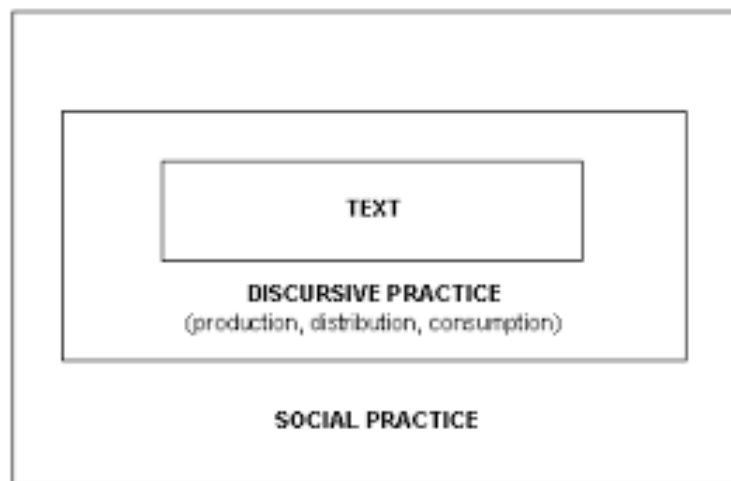 TEXT
DISCURSIVE PRACTICE
(production, distribution, consumption)
SOCIAL PRACTICE